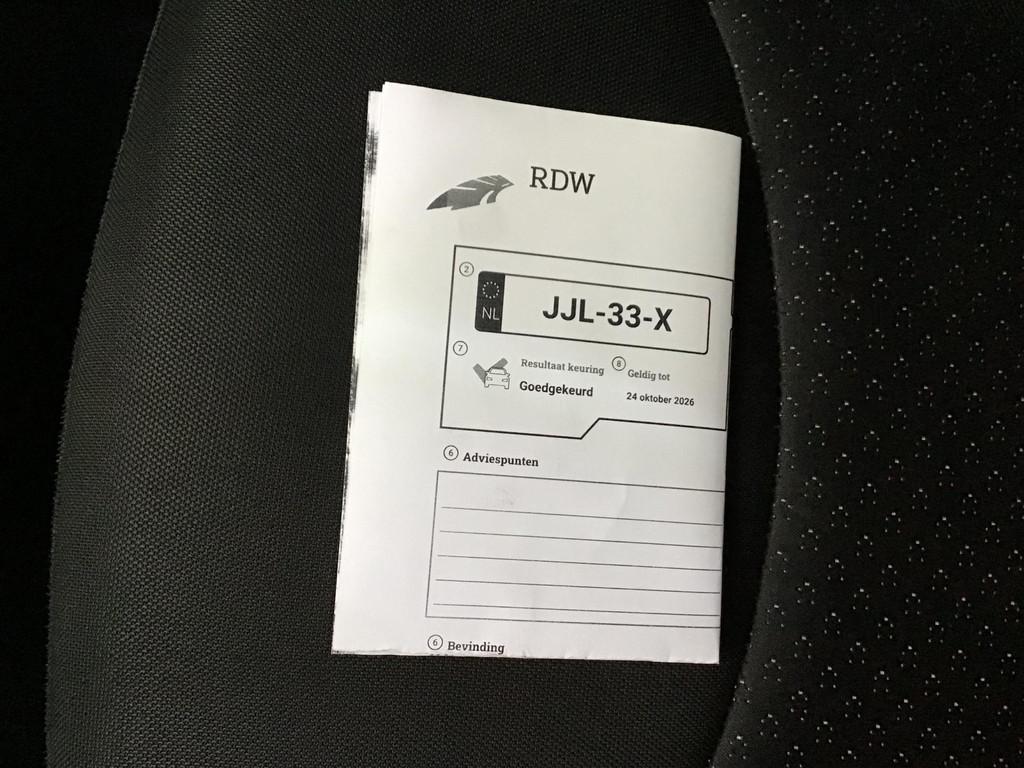 RDW
2
NL JJL-33-X
7 Resultaat keuring 8 Geldig tot
Goedgekeurd 24 oktober 2026
6 Adviespunten
6 Bevinding